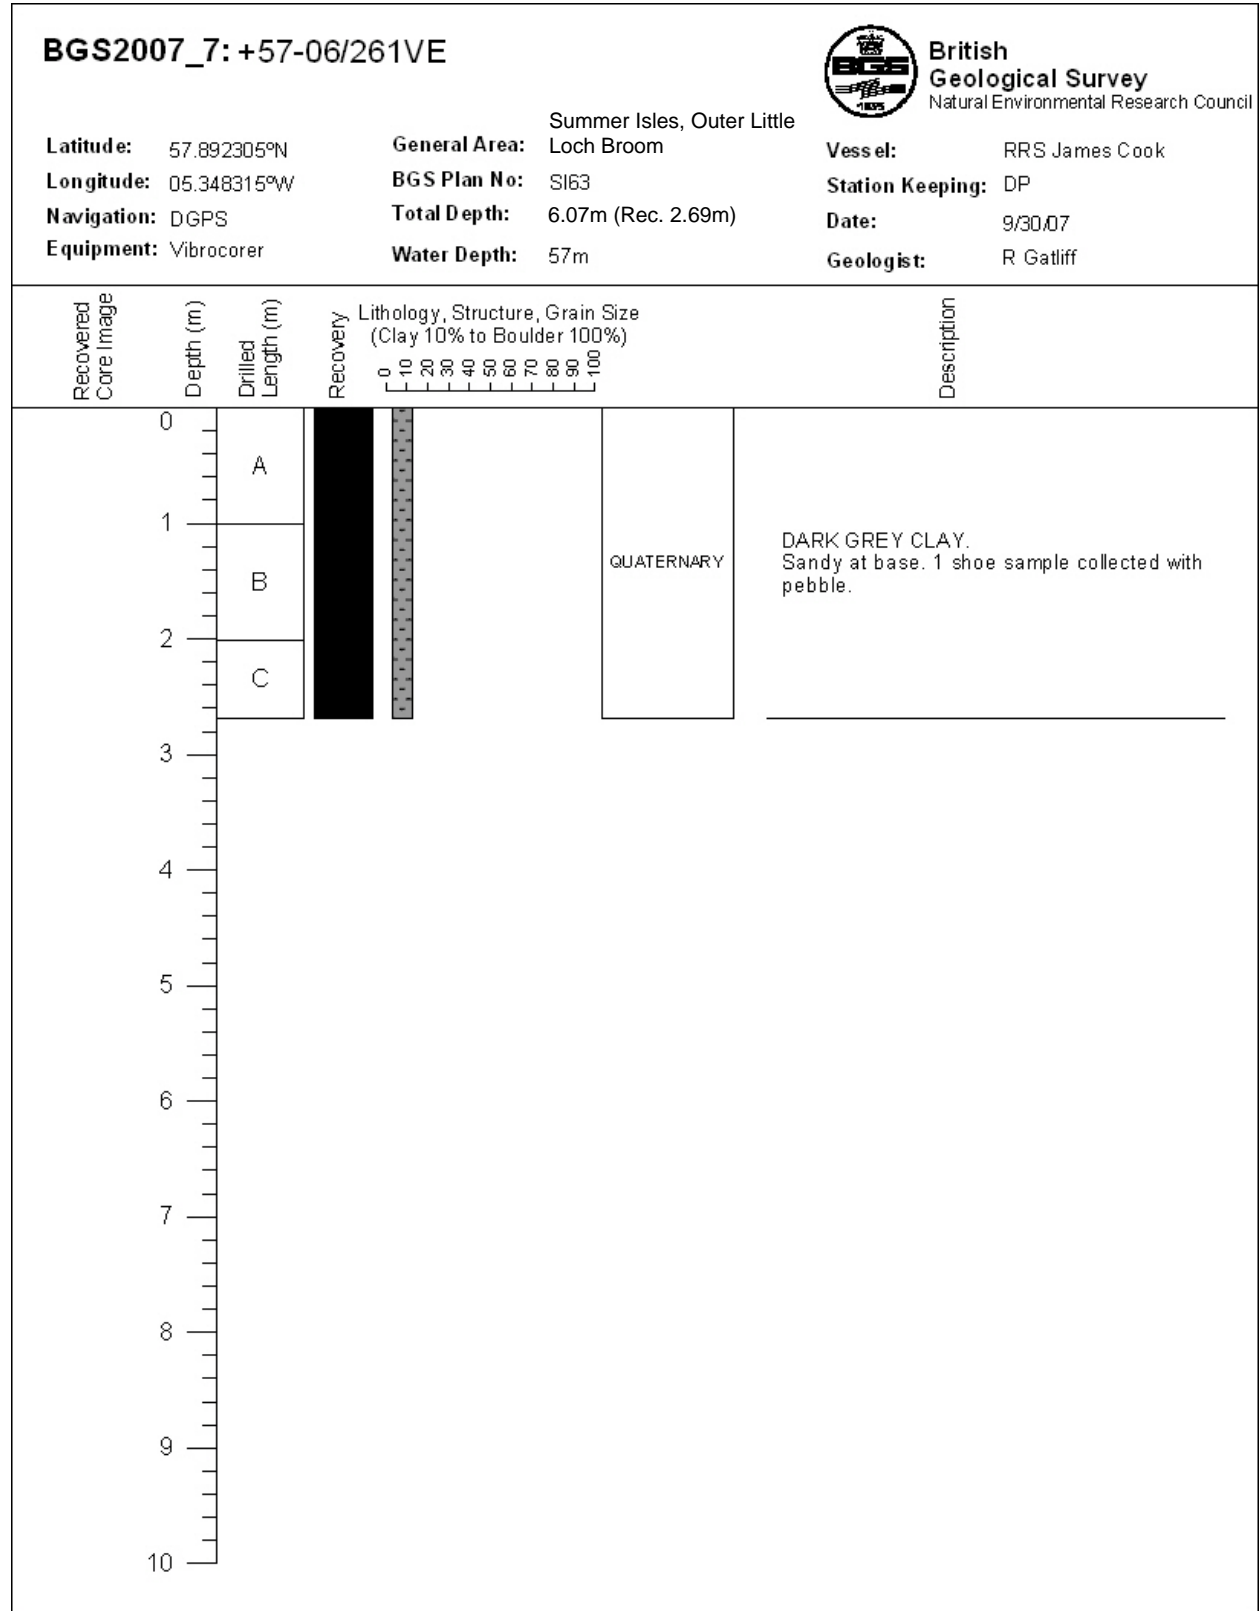 BGS2007_7: +57-06/261VE
BGS
1835
British
Geological Survey
Natural Environmental Research Council
Latitude: 57.892305ºN
Longitude: 05.348315ºW
Navigation: DGPS
Equipment: Vibrocorer
General Area: Summer Isles, Outer Little
Loch Broom
BGS Plan No: SI63
Total Depth: 6.07m (Rec. 2.69m)
Water Depth: 57m
Vessel: RRS James Cook
Station Keeping: DP
Date: 9/30/07
Geologist: R Gatliff
Recovered
Core Image
Depth (m)
Drilled
Length (m)
Recovery
Lithology, Structure, Grain Size
(Clay 10% to Boulder 100%)
0 10 20 30 40 50 60 70 80 90 100
Description
0
A
1
B
2
C
QUATERNARY
DARK GREY CLAY.
Sandy at base. 1 shoe sample collected with
pebble.
3
4
5
6
7
8
9
10